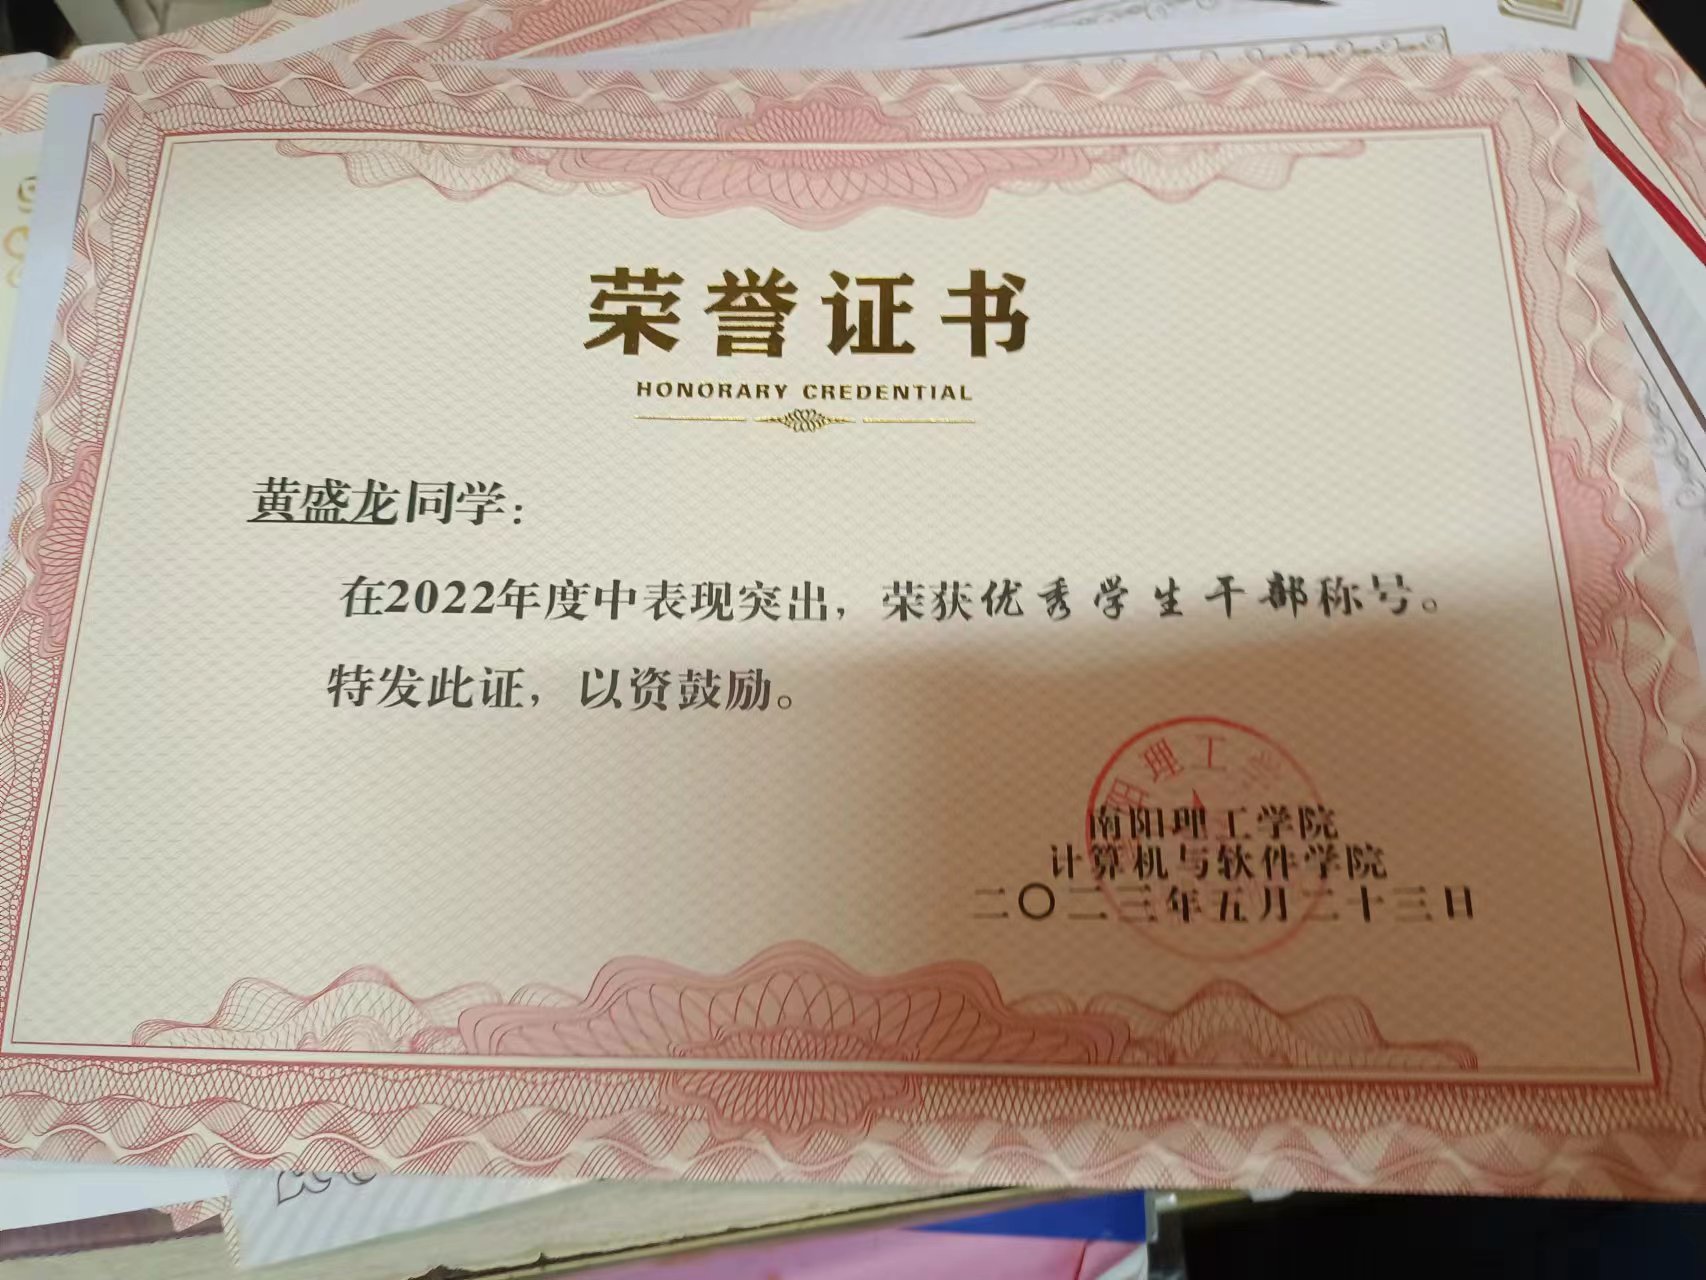 荣誉证书
HONORARY CREDENTIAL
黄盛龙同学：
在2022年度中表现突出，荣获优秀学生干部称号。
特发此证，以资鼓励。
阳理工学
南阳理工学院
计算机与软件学院
二〇二三年五月二十三日